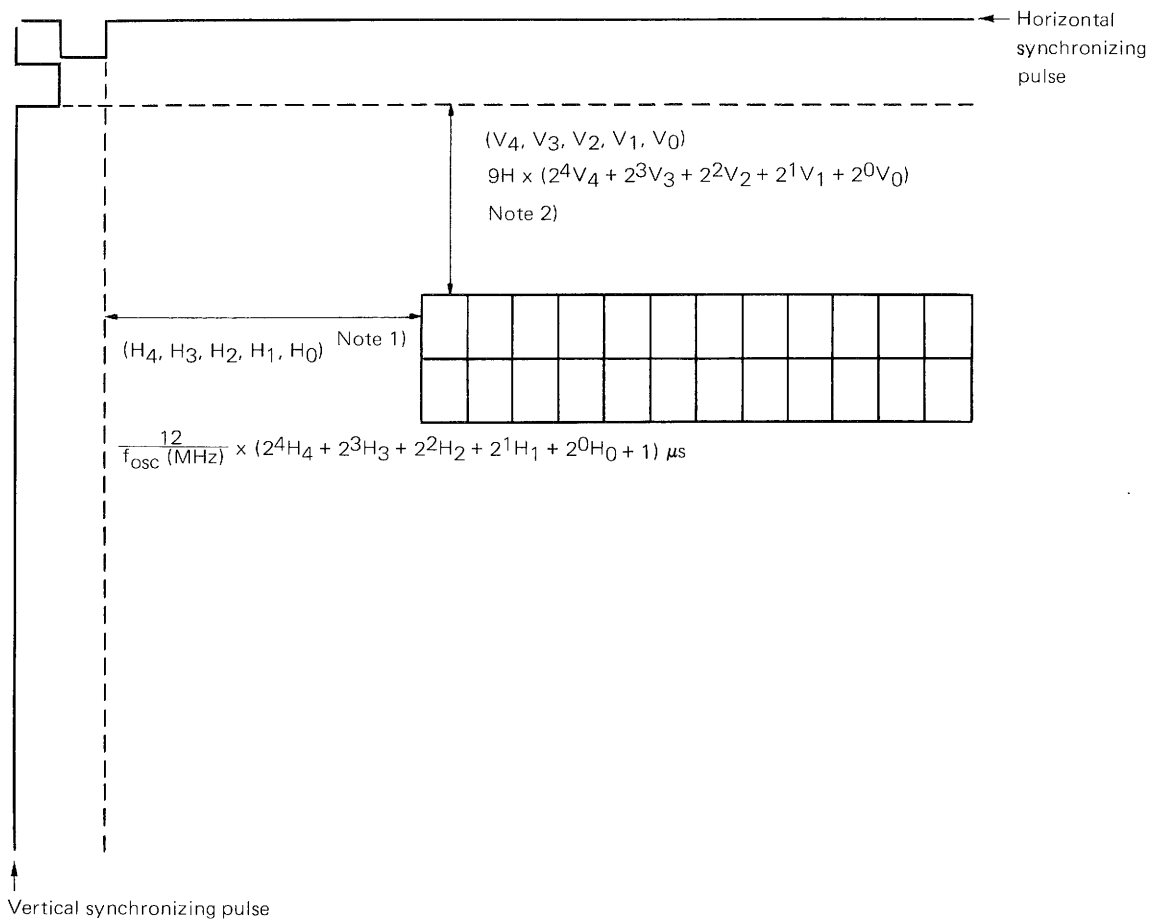 Horizontal
synchronizing
pulse
(V₄, V₃, V₂, V₁, V₀)
9H x (2⁴V₄ + 2³V₃ + 2²V₂ + 2¹V₁ + 2⁰V₀)
Note 2)
Note 1)
(H₄, H₃, H₂, H₁, H₀)
12 / f_osc (MHz) x (2⁴H₄ + 2³H₃ + 2²H₂ + 2¹H₁ + 2⁰H₀ + 1) μs
Vertical synchronizing pulse